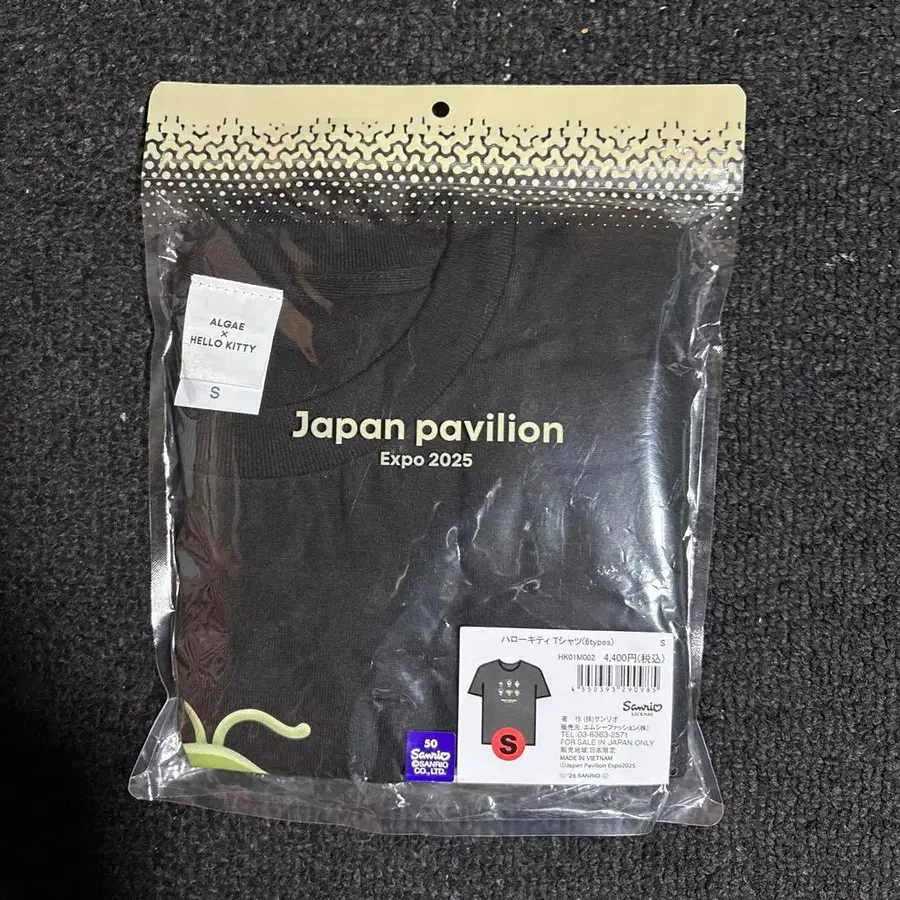 ALGAE
×
HELLO KITTY
S
Japan pavilion
Expo 2025
ハローキティ Tシャツ(6types) S
HK01M002 4,400円(税込)
4 550393 290983
Sanrio
LICENSE
S
著 作 (株)サンリオ
販売元 エムシーファッション(株)
TEL 03-6363-2571
FOR SALE IN JAPAN ONLY
販売地域 日本限定
MADE IN VIETNAM
©Japan Pavilion Expo2025
©'25 SANRIO
50
Sanrio
©SANRIO
CO., LTD.